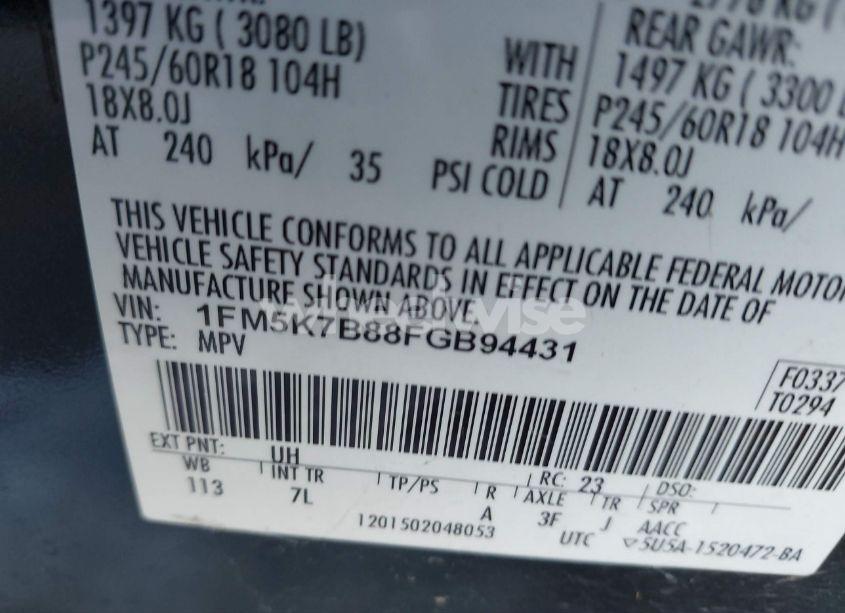 1397 KG ( 3080 LB)
P245/60R18 104H
18X8.0J
AT 240 kPa/ 35 PSI COLD
WITH
TIRES
RIMS
REAR GAWR:
1497 KG ( 3300
P245/60R18 104H
18X8.0J
AT 240 kPa/
THIS VEHICLE CONFORMS TO ALL APPLICABLE FEDERAL MOTOR
VEHICLE SAFETY STANDARDS IN EFFECT ON THE DATE OF
MANUFACTURE SHOWN ABOVE.
VIN: 1FM5K7B88FGB94431
TYPE: MPV
F0337
T0294
EXT PNT: UH RC: 23 DSO:
WB INT TR TP/PS R AXLE TR SPR
113 7L A 3F J AACC
1201502048053 UTC 5U5A-1520472-BA
wheelwise